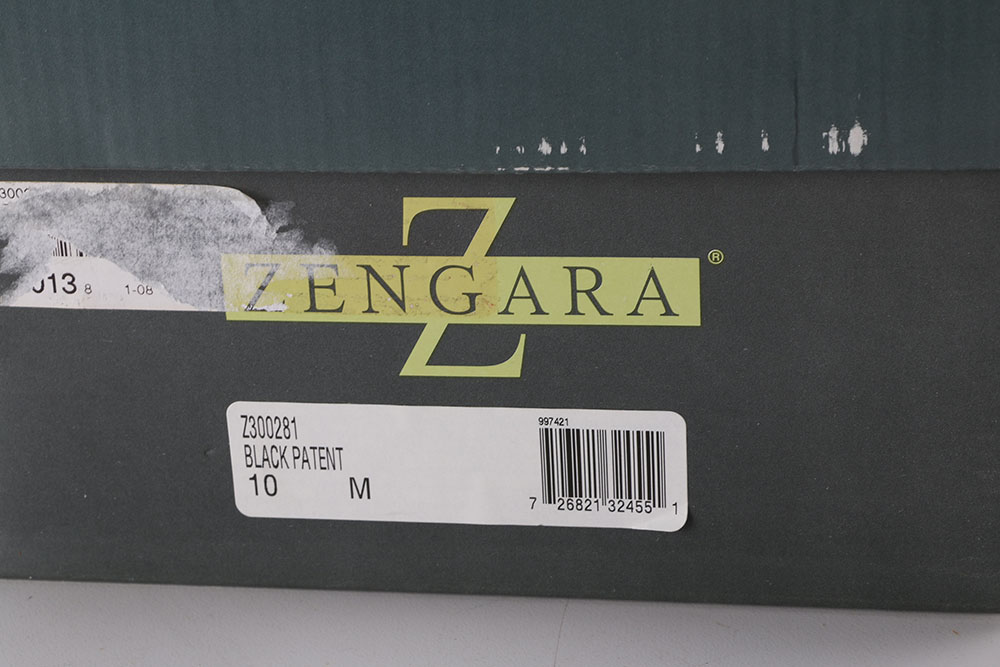 Z
ZENGARA®
013 8 1-08
Z300281
BLACK PATENT
10 M
997421
7 26821 32455 1